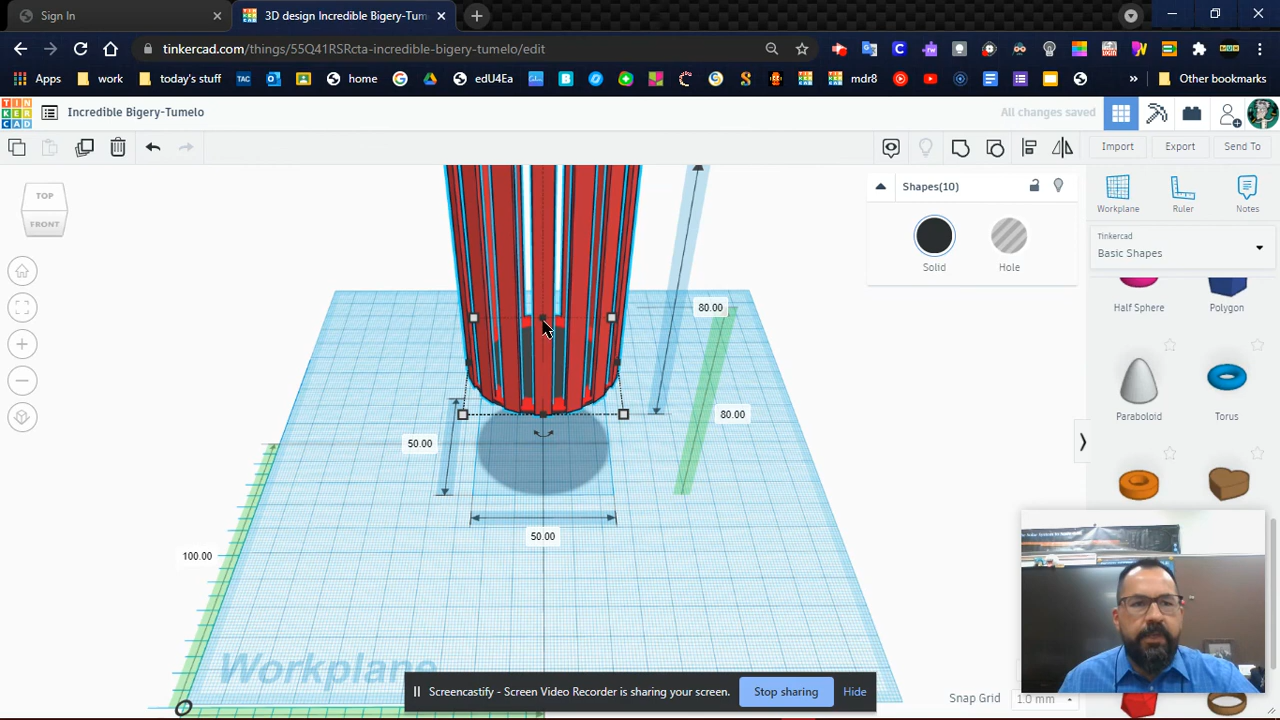 Sign In
3D design Incredible Bigery-Tum
tinkercad.com/things/55Q41RSRcta-incredible-bigery-tumelo/edit
Apps
work
today's stuff
TAC
home
edU4Ea
mdr8
Other bookmarks
TIN
KER
CAD
Incredible Bigery-Tumelo
All changes saved
Import
Export
Send To
TOP
FRONT
Shapes(10)
Solid
Hole
Workplane
Ruler
Notes
Tinkercad
Basic Shapes
Half Sphere
Polygon
Paraboloid
Torus
80.00
80.00
50.00
50.00
100.00
Workplane
Screencastify - Screen Video Recorder is sharing your screen.
Stop sharing
Hide
Snap Grid
1.0 mm